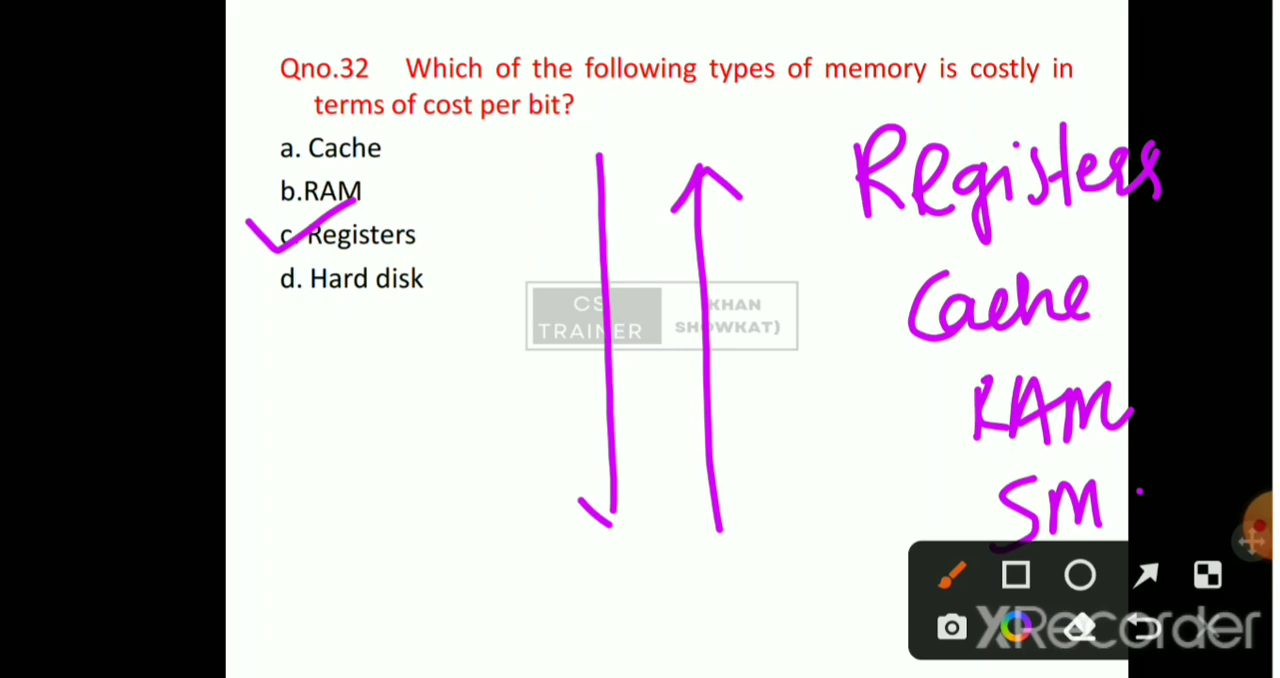 Qno.32 Which of the following types of memory is costly in
terms of cost per bit?
a. Cache
b.RAM
c. Registers
d. Hard disk
Registers
Cache
RAM
SM
CS KHAN
TRAINER SHOWKAT)
XRecorder